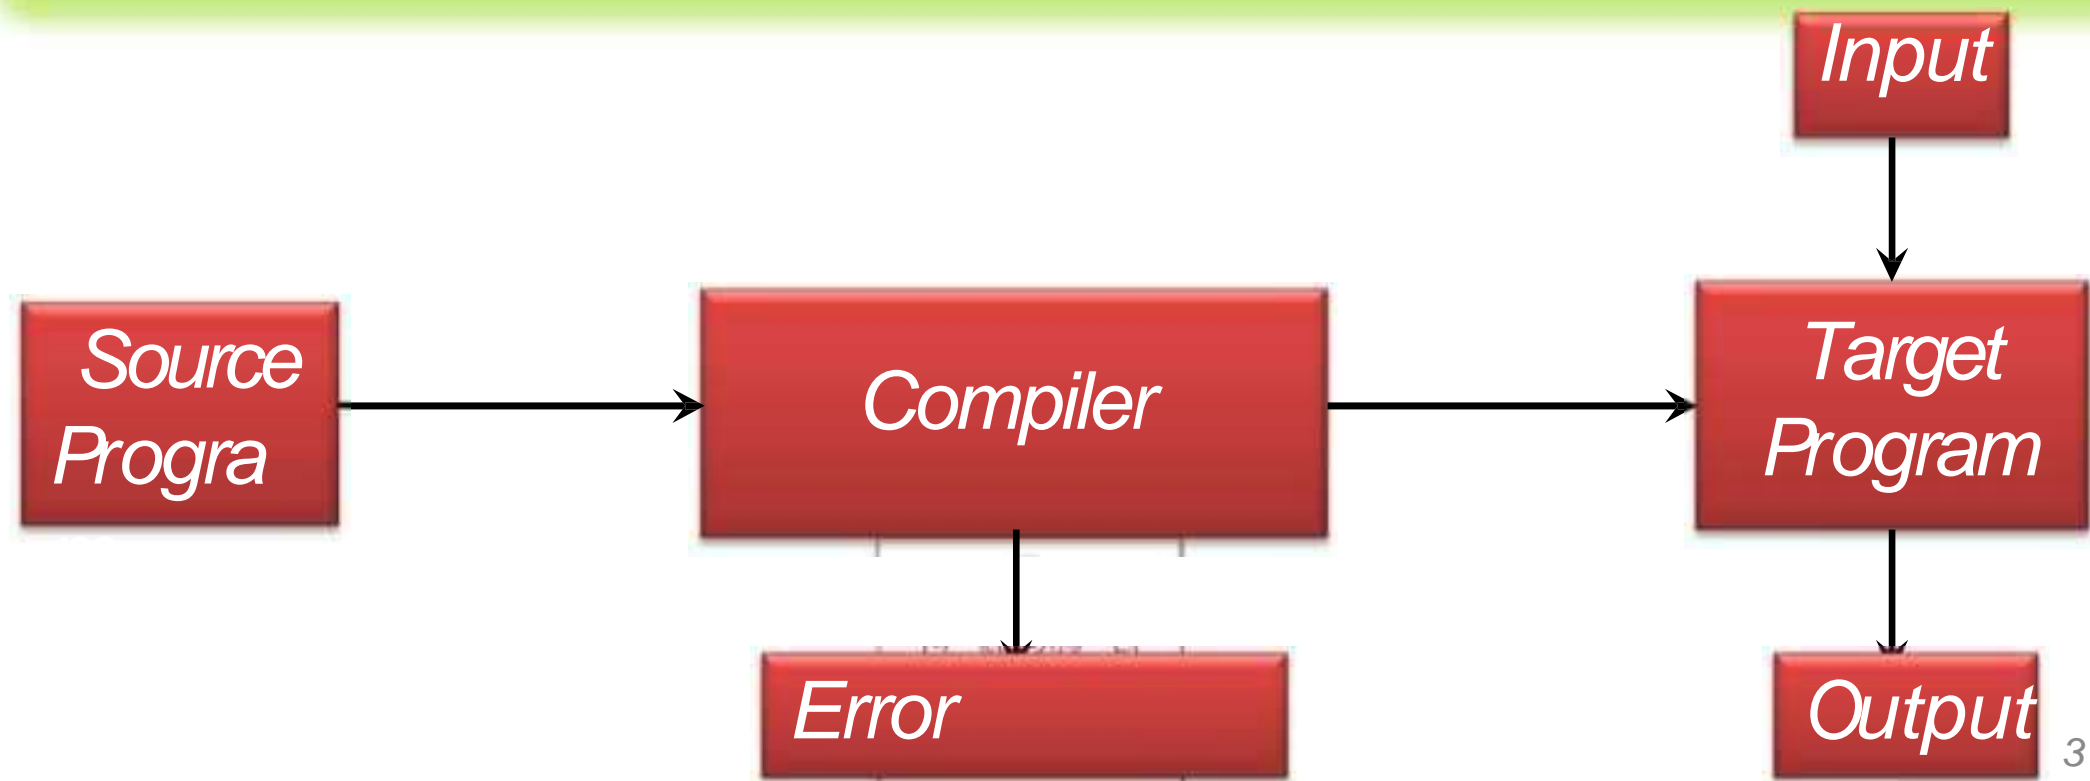 Input
Source
Progra
Compiler
Target
Program
Error
Output
3